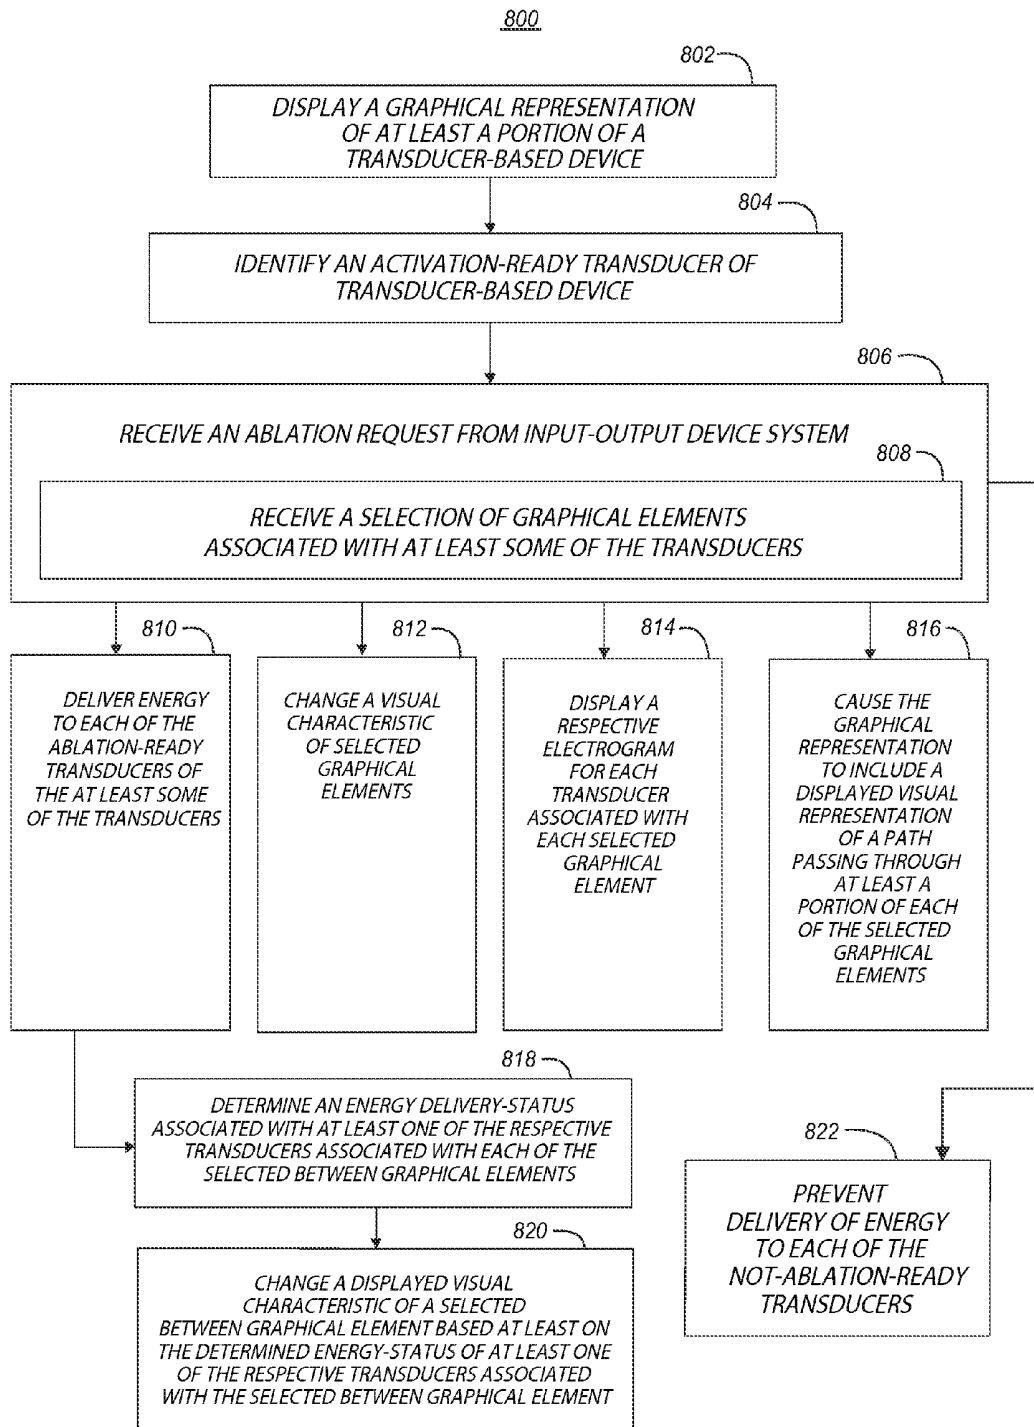 800
802
DISPLAY A GRAPHICAL REPRESENTATION
OF AT LEAST A PORTION OF A
TRANSDUCER-BASED DEVICE
804
IDENTIFY AN ACTIVATION-READY TRANSDUCER OF
TRANSDUCER-BASED DEVICE
806
RECEIVE AN ABLATION REQUEST FROM INPUT-OUTPUT DEVICE SYSTEM
808
RECEIVE A SELECTION OF GRAPHICAL ELEMENTS
ASSOCIATED WITH AT LEAST SOME OF THE TRANSDUCERS
810
DELIVER ENERGY
TO EACH OF THE
ABLATION-READY
TRANSDUCERS OF
THE AT LEAST SOME
OF THE TRANSDUCERS
812
CHANGE A VISUAL
CHARACTERISTIC
OF SELECTED
GRAPHICAL
ELEMENTS
814
DISPLAY A
RESPECTIVE
ELECTROGRAM
FOR EACH
TRANSDUCER
ASSOCIATED WITH
EACH SELECTED
GRAPHICAL
ELEMENT
816
CAUSE THE
GRAPHICAL
REPRESENTATION
TO INCLUDE A
DISPLAYED VISUAL
REPRESENTATION
OF A PATH
PASSING THROUGH
AT LEAST A
PORTION OF EACH
OF THE SELECTED
GRAPHICAL
ELEMENTS
818
DETERMINE AN ENERGY DELIVERY-STATUS
ASSOCIATED WITH AT LEAST ONE OF THE RESPECTIVE
TRANSDUCERS ASSOCIATED WITH EACH OF THE
SELECTED BETWEEN GRAPHICAL ELEMENTS
820
CHANGE A DISPLAYED VISUAL
CHARACTERISTIC OF A SELECTED
BETWEEN GRAPHICAL ELEMENT BASED AT LEAST ON
THE DETERMINED ENERGY-STATUS OF AT LEAST ONE
OF THE RESPECTIVE TRANSDUCERS ASSOCIATED
WITH THE SELECTED BETWEEN GRAPHICAL ELEMENT
822
PREVENT
DELIVERY OF ENERGY
TO EACH OF THE
NOT-ABLATION-READY
TRANSDUCERS